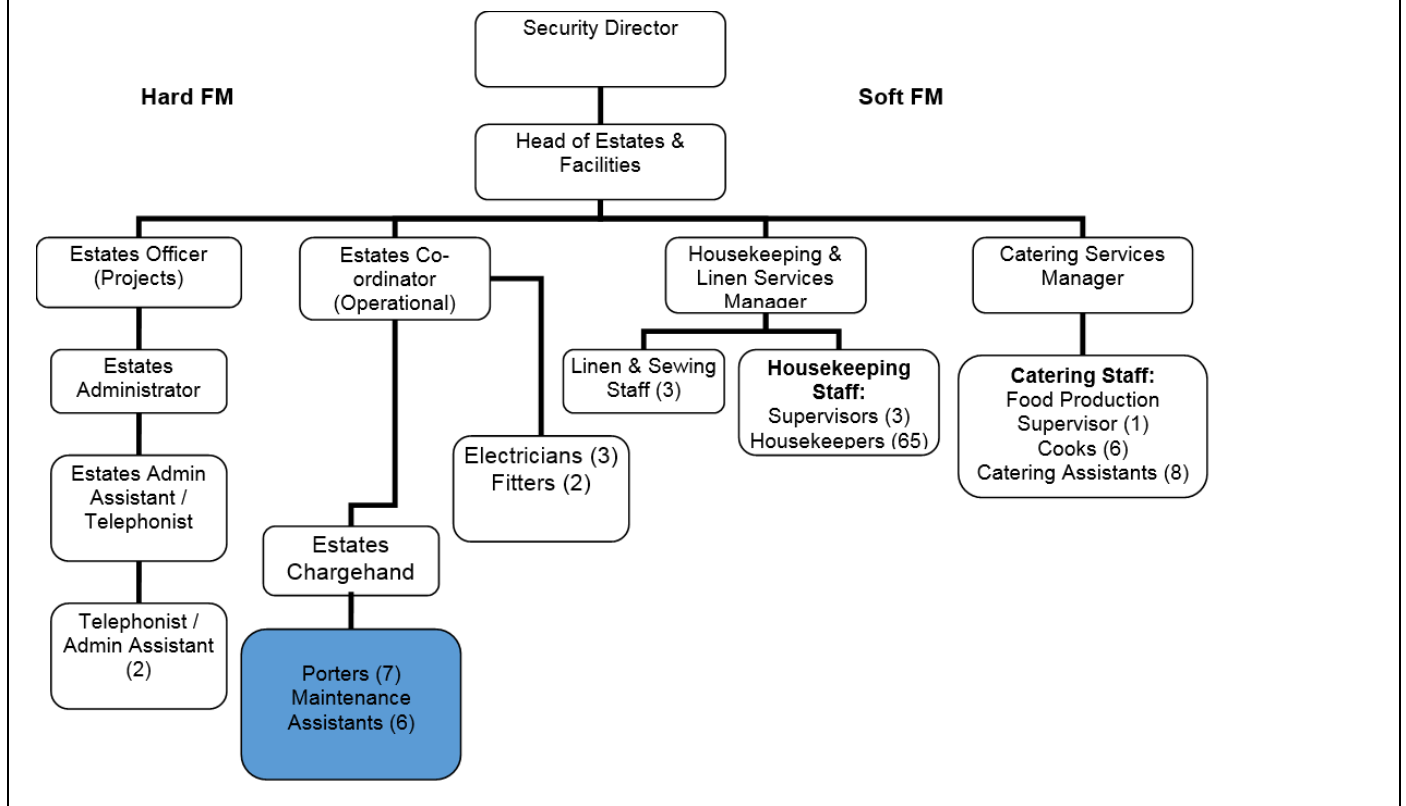 Security Director
Hard FM
Soft FM
Head of Estates &
Facilities
Estates Officer
(Projects)
Estates Co-
ordinator
(Operational)
Housekeeping &
Linen Services
Manager
Catering Services
Manager
Estates
Administrator
Linen & Sewing
Staff (3)
Housekeeping
Staff:
Supervisors (3)
Housekeepers (65)
Catering Staff:
Food Production
Supervisor (1)
Cooks (6)
Catering Assistants (8)
Estates Admin
Assistant /
Telephonist
Electricians (3)
Fitters (2)
Estates
Chargehand
Telephonist /
Admin Assistant
(2)
Porters (7)
Maintenance
Assistants (6)